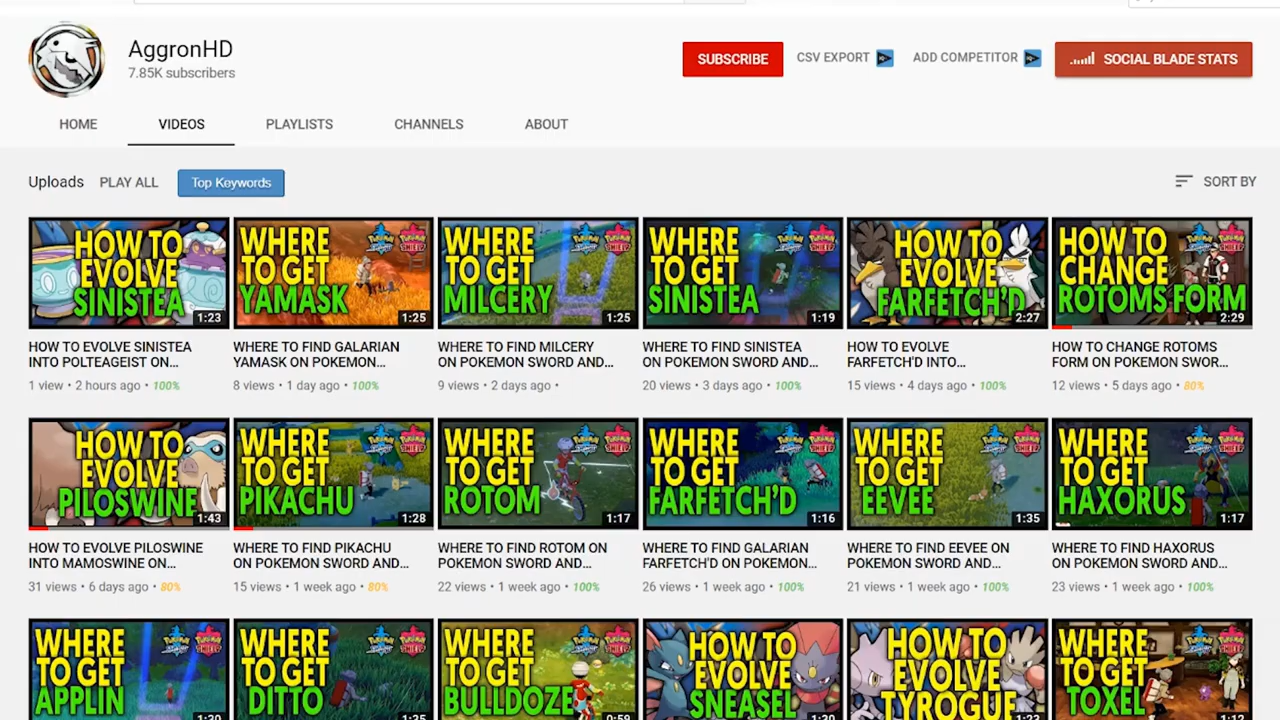 AggronHD
7.85K subscribers
SUBSCRIBE
CSV EXPORT
ADD COMPETITOR
SOCIAL BLADE STATS
HOME
VIDEOS
PLAYLISTS
CHANNELS
ABOUT
Uploads
PLAY ALL
Top Keywords
SORT BY
HOW TO
EVOLVE
SINISTEA
1:23
WHERE
TO GET
YAMASK
1:25
WHERE
TO GET
MILCERY
1:25
WHERE
TO GET
SINISTEA
1:19
HOW TO
EVOLVE
FARFETCH'D
2:27
HOW TO
CHANGE
ROTOMS FORM
2:29
HOW TO EVOLVE SINISTEA
INTO POLTEAGEIST ON...
1 view • 2 hours ago • 100%
WHERE TO FIND GALARIAN
YAMASK ON POKEMON...
8 views • 1 day ago • 100%
WHERE TO FIND MILCERY
ON POKEMON SWORD AND...
9 views • 2 days ago •
WHERE TO FIND SINISTEA
ON POKEMON SWORD AND...
20 views • 3 days ago • 100%
HOW TO EVOLVE
FARFETCH'D INTO...
15 views • 4 days ago • 100%
HOW TO CHANGE ROTOMS
FORM ON POKEMON SWOR...
12 views • 5 days ago • 80%
HOW TO
EVOLVE
PILOSWINE
1:43
WHERE
TO GET
PIKACHU
1:28
WHERE
TO GET
ROTOM
1:17
WHERE
TO GET
FARFETCH'D
1:16
WHERE
TO GET
EEVEE
1:35
WHERE
TO GET
HAXORUS
1:17
HOW TO EVOLVE PILOSWINE
INTO MAMOSWINE ON...
31 views • 6 days ago • 80%
WHERE TO FIND PIKACHU
ON POKEMON SWORD AND...
15 views • 1 week ago • 80%
WHERE TO FIND ROTOM ON
POKEMON SWORD AND...
22 views • 1 week ago • 100%
WHERE TO FIND GALARIAN
FARFETCH'D ON POKEMON...
26 views • 1 week ago • 100%
WHERE TO FIND EEVEE ON
POKEMON SWORD AND...
21 views • 1 week ago • 100%
WHERE TO FIND HAXORUS
ON POKEMON SWORD AND...
23 views • 1 week ago • 100%
WHERE
TO GET
APPLIN
WHERE
TO GET
DITTO
WHERE
TO GET
BULLDOZE
0:59
HOW TO
EVOLVE
SNEASEL
HOW TO
EVOLVE
TYROGUE
WHERE
TO GET
TOXEL